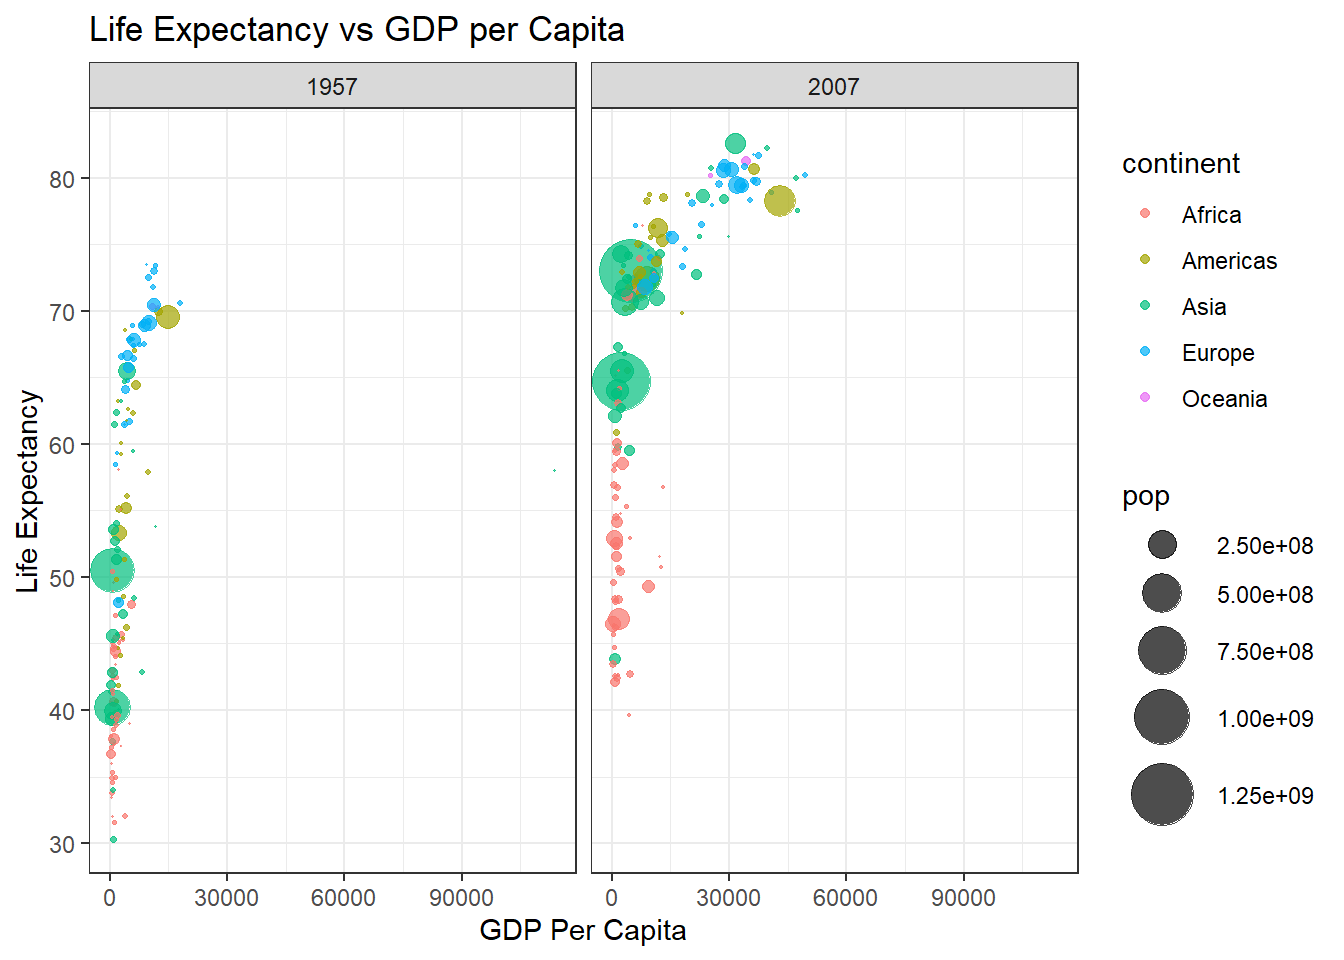 Life Expectancy vs GDP per Capita
1957
2007
Life Expectancy
80
70
60
50
40
30
0 30000 60000 90000
0 30000 60000 90000
GDP Per Capita
continent
Africa
Americas
Asia
Europe
Oceania
pop
2.50e+08
5.00e+08
7.50e+08
1.00e+09
1.25e+09